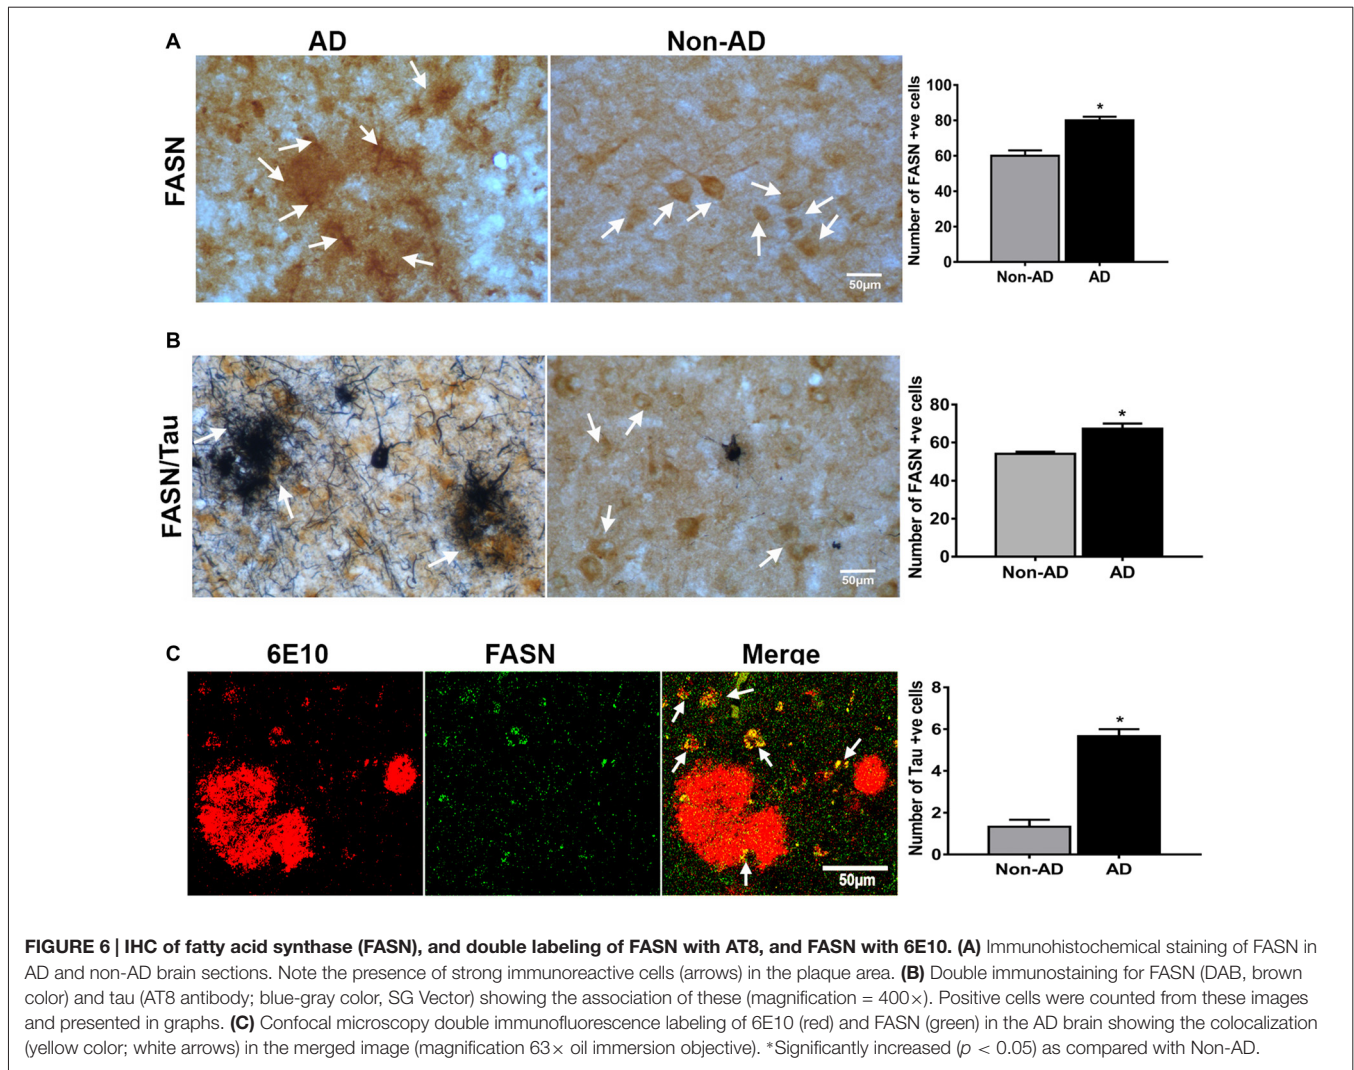 A
AD
Non-AD
FASN
50µm
Number of FASN +ve cells
100
80
60
40
20
0
*
Non-AD
AD
B
FASN/Tau
50µm
Number of FASN +ve cells
80
60
40
20
0
*
Non-AD
AD
C
6E10
FASN
Merge
50µm
Number of Tau +ve cells
8
6
4
2
0
*
Non-AD
AD
FIGURE 6 | IHC of fatty acid synthase (FASN), and double labeling of FASN with AT8, and FASN with 6E10. (A) Immunohistochemical staining of FASN in
AD and non-AD brain sections. Note the presence of strong immunoreactive cells (arrows) in the plaque area. (B) Double immunostaining for FASN (DAB, brown
color) and tau (AT8 antibody; blue-gray color, SG Vector) showing the association of these (magnification = 400×). Positive cells were counted from these images
and presented in graphs. (C) Confocal microscopy double immunofluorescence labeling of 6E10 (red) and FASN (green) in the AD brain showing the colocalization
(yellow color; white arrows) in the merged image (magnification 63× oil immersion objective). *Significantly increased (p < 0.05) as compared with Non-AD.